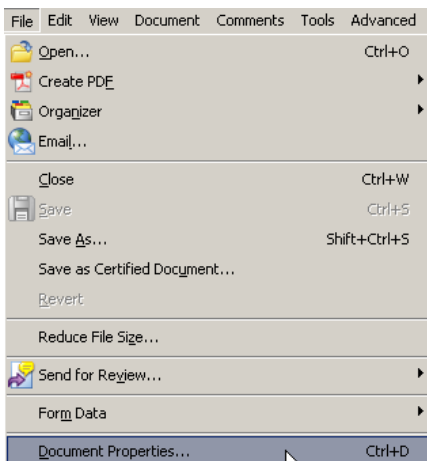 File Edit View Document Comments Tools Advanced
Open... Ctrl+O
Create PDF
Organizer
Email...
Close Ctrl+W
Save Ctrl+S
Save As... Shift+Ctrl+S
Save as Certified Document...
Revert
Reduce File Size...
Send for Review...
Form Data
Document Properties... Ctrl+D